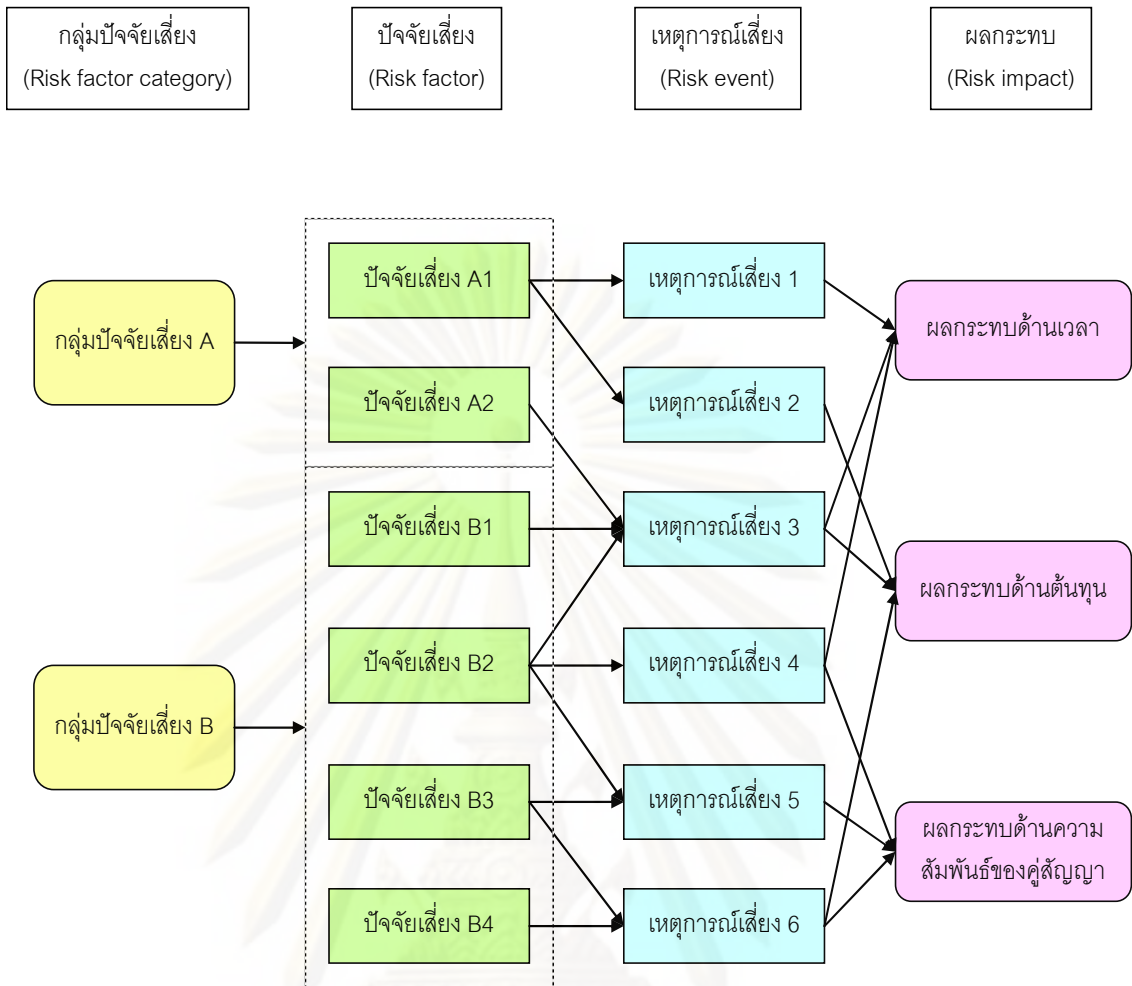 กลุ่มปัจจัยเสี่ยง
(Risk factor category)
ปัจจัยเสี่ยง
(Risk factor)
เหตุการณ์เสี่ยง
(Risk event)
ผลกระทบ
(Risk impact)
กลุ่มปัจจัยเสี่ยง A
กลุ่มปัจจัยเสี่ยง B
ปัจจัยเสี่ยง A1
ปัจจัยเสี่ยง A2
ปัจจัยเสี่ยง B1
ปัจจัยเสี่ยง B2
ปัจจัยเสี่ยง B3
ปัจจัยเสี่ยง B4
เหตุการณ์เสี่ยง 1
เหตุการณ์เสี่ยง 2
เหตุการณ์เสี่ยง 3
เหตุการณ์เสี่ยง 4
เหตุการณ์เสี่ยง 5
เหตุการณ์เสี่ยง 6
ผลกระทบด้านเวลา
ผลกระทบด้านต้นทุน
ผลกระทบด้านความ
สัมพันธ์ของคู่สัญญา